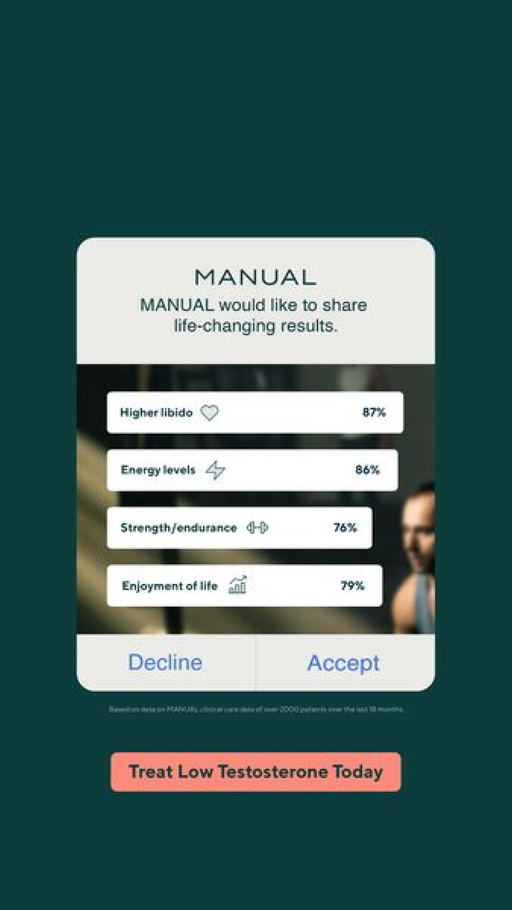 MANUAL
MANUAL would like to share
life-changing results.
Higher libido 87%
Energy levels 86%
Strength/endurance 76%
Enjoyment of life 79%
Decline Accept
Based on data on MANUAL clinical care data of over 2000 patients over the last 18 months
Treat Low Testosterone Today